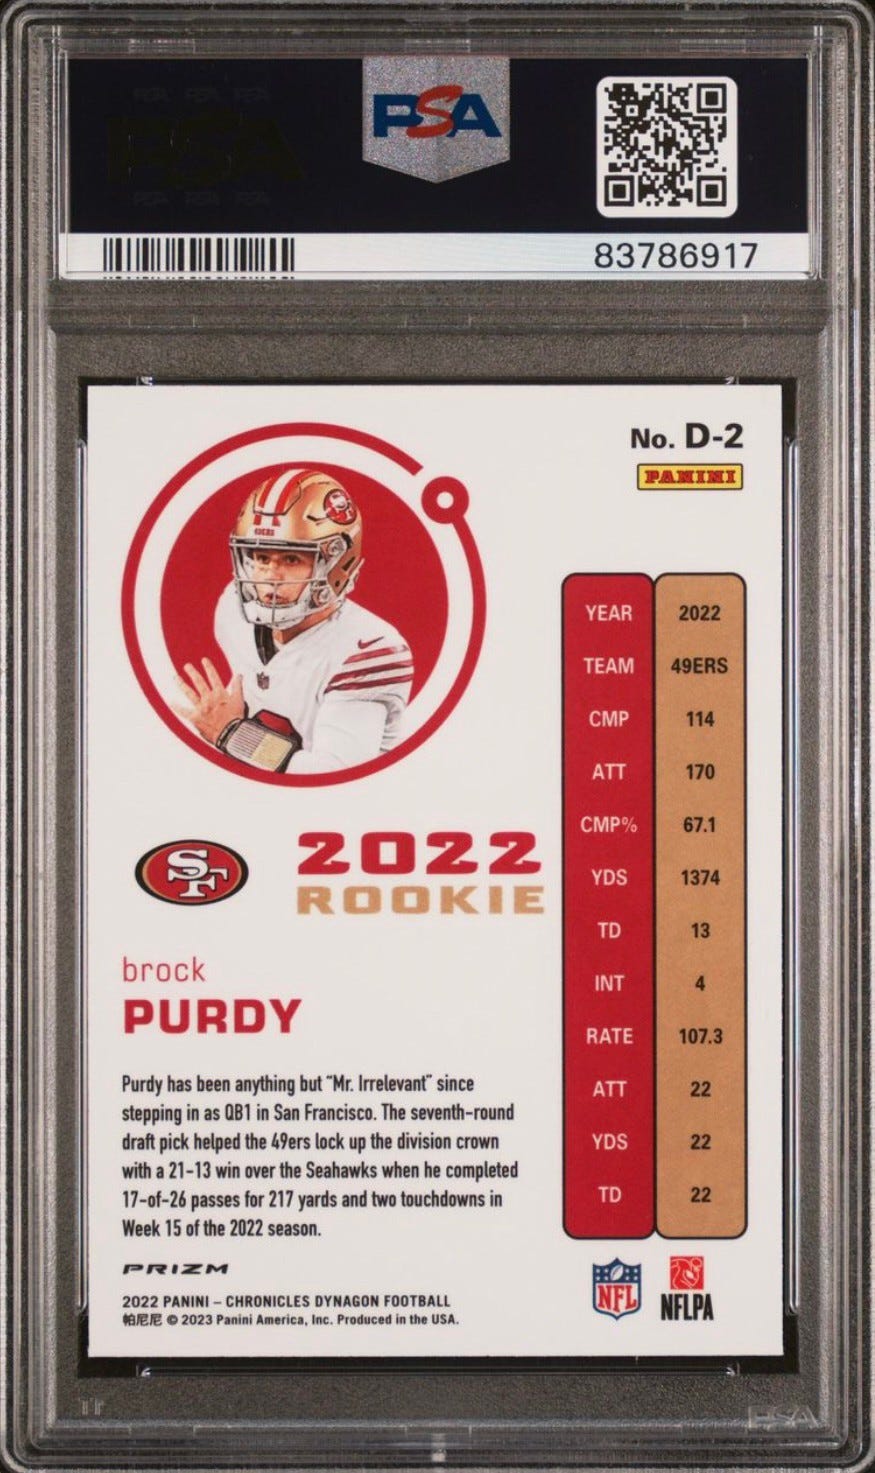 PSA
83786917
No. D-2
PANINI
49ERS
YEAR 2022
TEAM 49ERS
CMP 114
ATT 170
CMP% 67.1
YDS 1374
TD 13
INT 4
RATE 107.3
ATT 22
YDS 22
TD 22
SF
2022
ROOKIE
brock
PURDY
Purdy has been anything but "Mr. Irrelevant" since
stepping in as QB1 in San Francisco. The seventh-round
draft pick helped the 49ers lock up the division crown
with a 21-13 win over the Seahawks when he completed
17-of-26 passes for 217 yards and two touchdowns in
Week 15 of the 2022 season.
PRIZM
2022 PANINI – CHRONICLES DYNAGON FOOTBALL
帕尼尼 © 2023 Panini America, Inc. Produced in the USA.
NFL
NFLPA
PSA